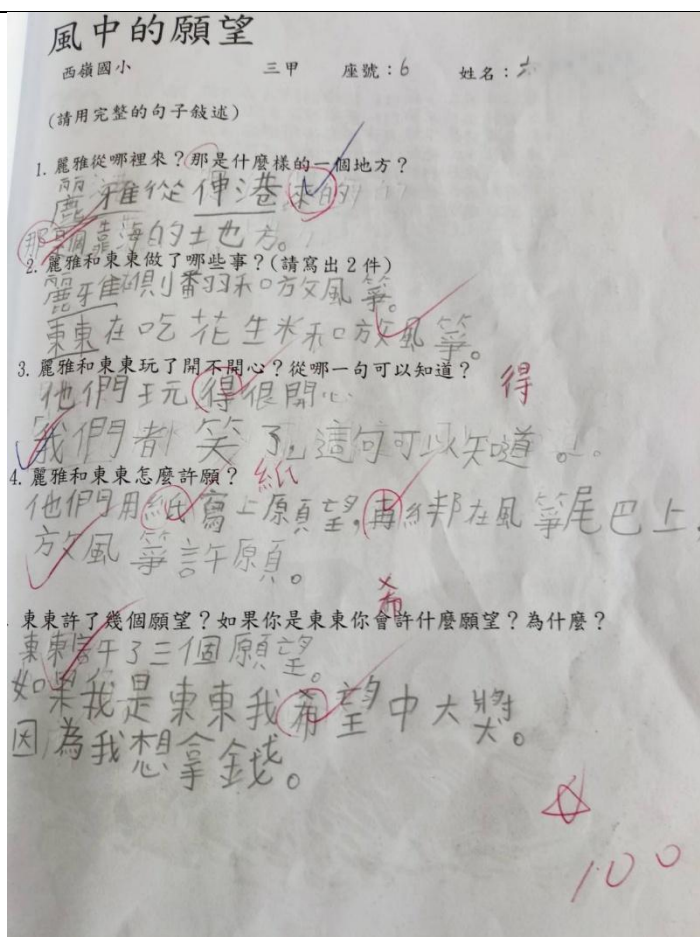 風中的願望
西嶺國小 三甲 座號：6 姓名：
(請用完整的句子敍述)
1. 麗雅從哪裡來？那是什麼樣的一個地方？
麗雅從伸港來的
那個靠海的土也方。
2. 麗雅和東東做了哪些事？(請寫出2件)
麗雅和放風箏。
東東在吃花生米和放風箏。
3. 麗雅和東東玩了開不開心？從哪一句可以知道？
他們玩得很開心 得
我們都笑了，這句可以知道。
4. 麗雅和東東怎麼許願？ 紙
他們用紙寫上願望，再綁在風箏尾巴上，
放風箏許願。
希
東東許了幾個願望？如果你是東東你會許什麼願望？為什麼？
東東許了三個願望。
如果我是東東我希望中大獎。
因為我想拿錢。
100